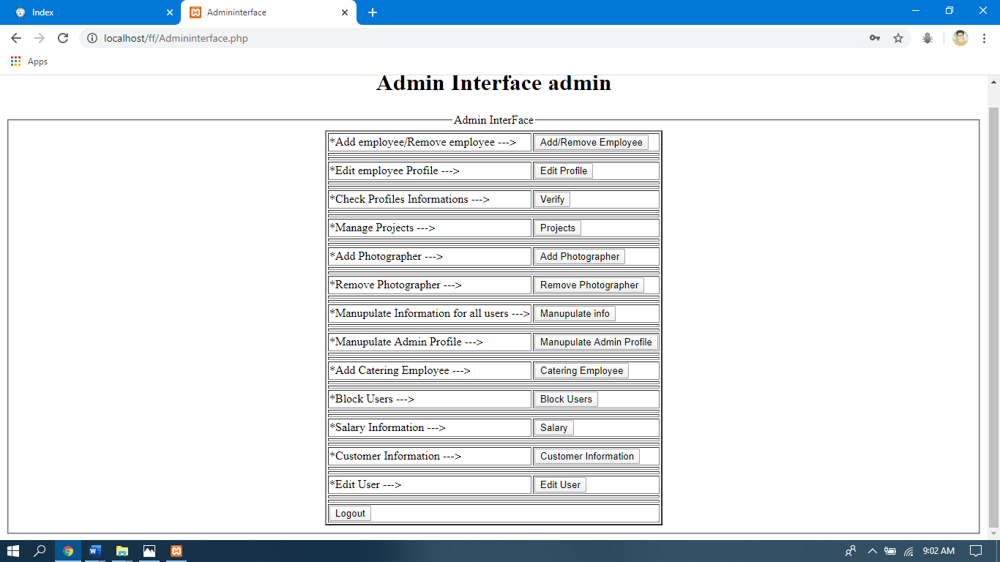 Index
Admininterface
localhost/ff/Admininterface.php
Apps
Admin Interface admin
Admin InterFace
*Add employee/Remove employee ---> Add/Remove Employee
*Edit employee Profile ---> Edit Profile
*Check Profiles Informations ---> Verify
*Manage Projects ---> Projects
*Add Photographer ---> Add Photographer
*Remove Photographer ---> Remove Photographer
*Manupulate Information for all users ---> Manupulate info
*Manupulate Admin Profile ---> Manupulate Admin Profile
*Add Catering Employee ---> Catering Employee
*Block Users ---> Block Users
*Salary Information ---> Salary
*Customer Information ---> Customer Information
*Edit User ---> Edit User
Logout
9:02 AM